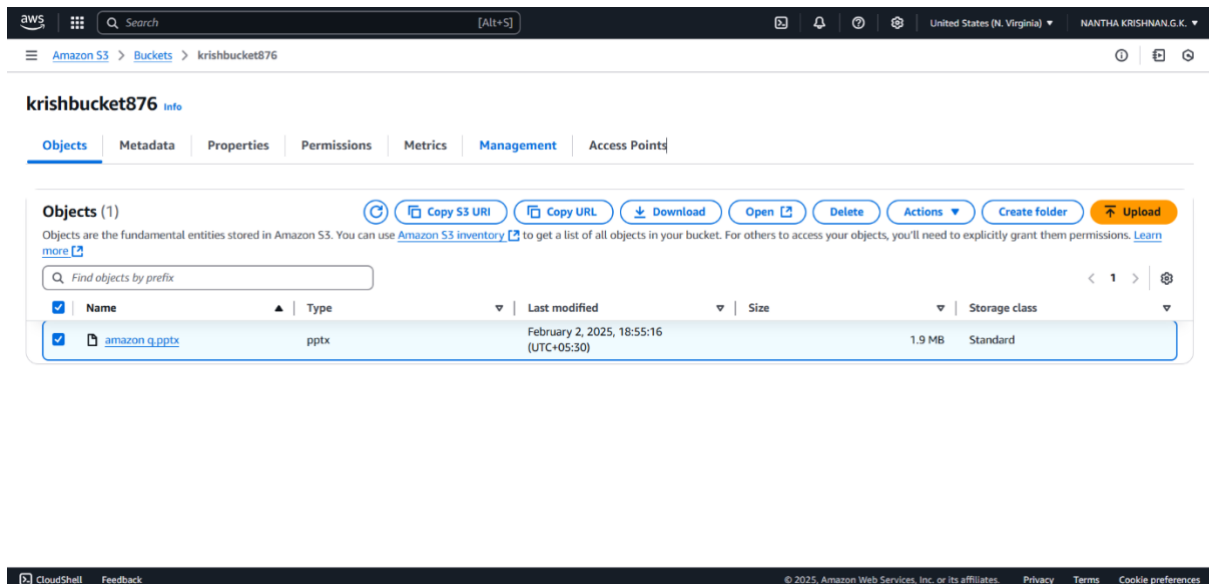 aws Search [Alt+S] United States (N. Virginia) NANTHA KRISHNAN.G.K.
Amazon S3 > Buckets > krishbucket876
krishbucket876 Info
Objects Metadata Properties Permissions Metrics Management Access Points
Objects (1) Copy S3 URI Copy URL Download Open Delete Actions Create folder Upload
Objects are the fundamental entities stored in Amazon S3. You can use Amazon S3 inventory to get a list of all objects in your bucket. For others to access your objects, you'll need to explicitly grant them permissions. Learn
more
Find objects by prefix < 1 >
Name Type Last modified Size Storage class
amazon q.pptx pptx February 2, 2025, 18:55:16 1.9 MB Standard
(UTC+05:30)
CloudShell Feedback © 2025, Amazon Web Services, Inc. or its affiliates. Privacy Terms Cookie preferences